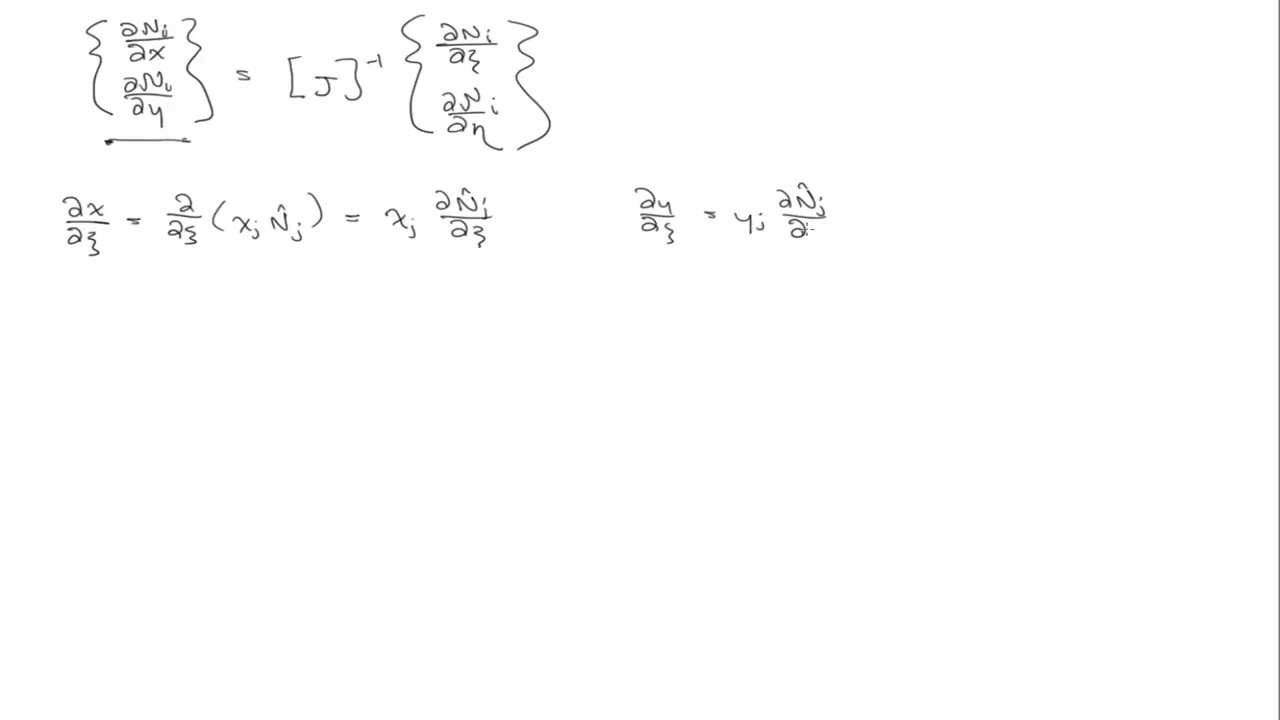 {∂Ni/∂x ∂Ni/∂y} = [J]⁻¹ {∂Ni/∂ξ ∂Ni/∂η}
∂x/∂ξ = ∂/∂ξ (xj N̂j) = xj ∂N̂j/∂ξ    ∂y/∂ξ = yj ∂N̂j/∂